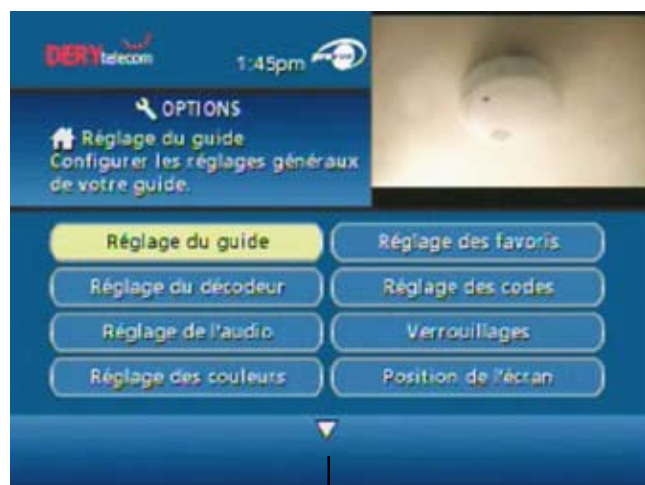 DERYtelecom
1:45pm
OPTIONS
Réglage du guide
Configurer les réglages généraux
de votre guide.
Réglage du guide
Réglage des favoris
Réglage du décodeur
Réglage des codes
Réglage de l'audio
Verrouillages
Réglage des couleurs
Position de l'écran